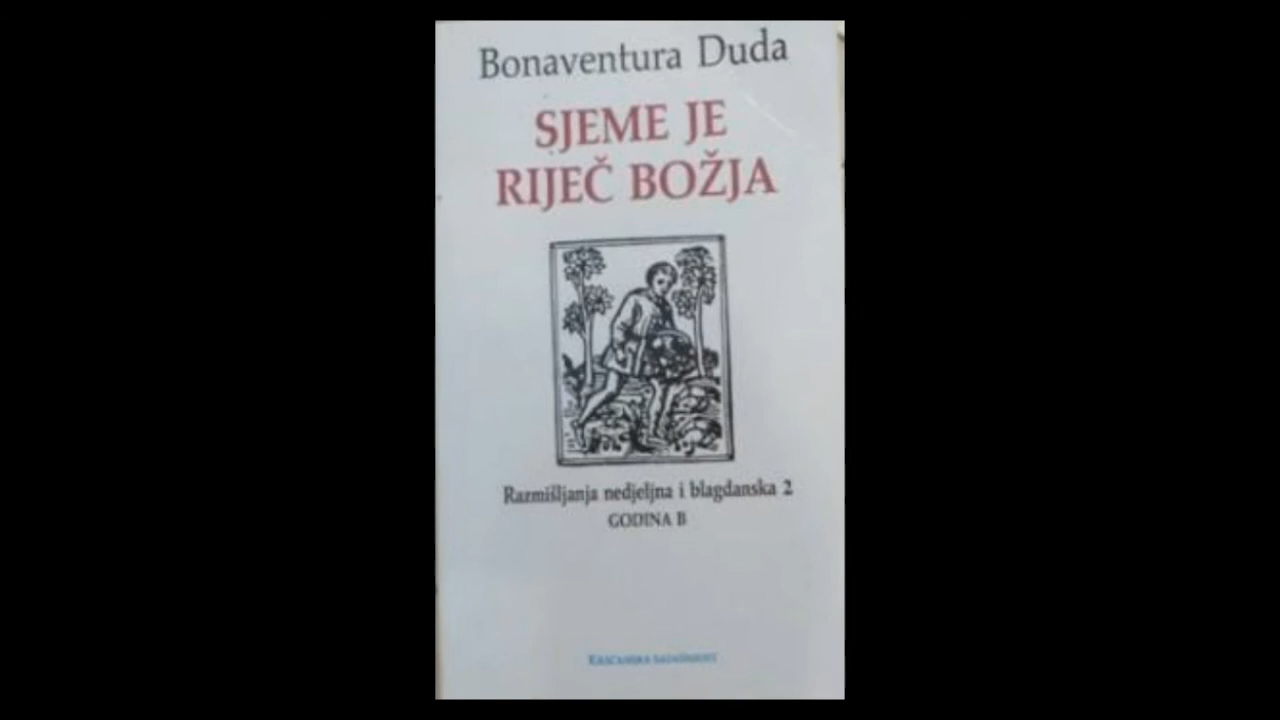 Bonaventura Duda
SJEME JE
RIJEČ BOŽJA
Razmišljanja nedjeljna i blagdanska 2
GODINA B